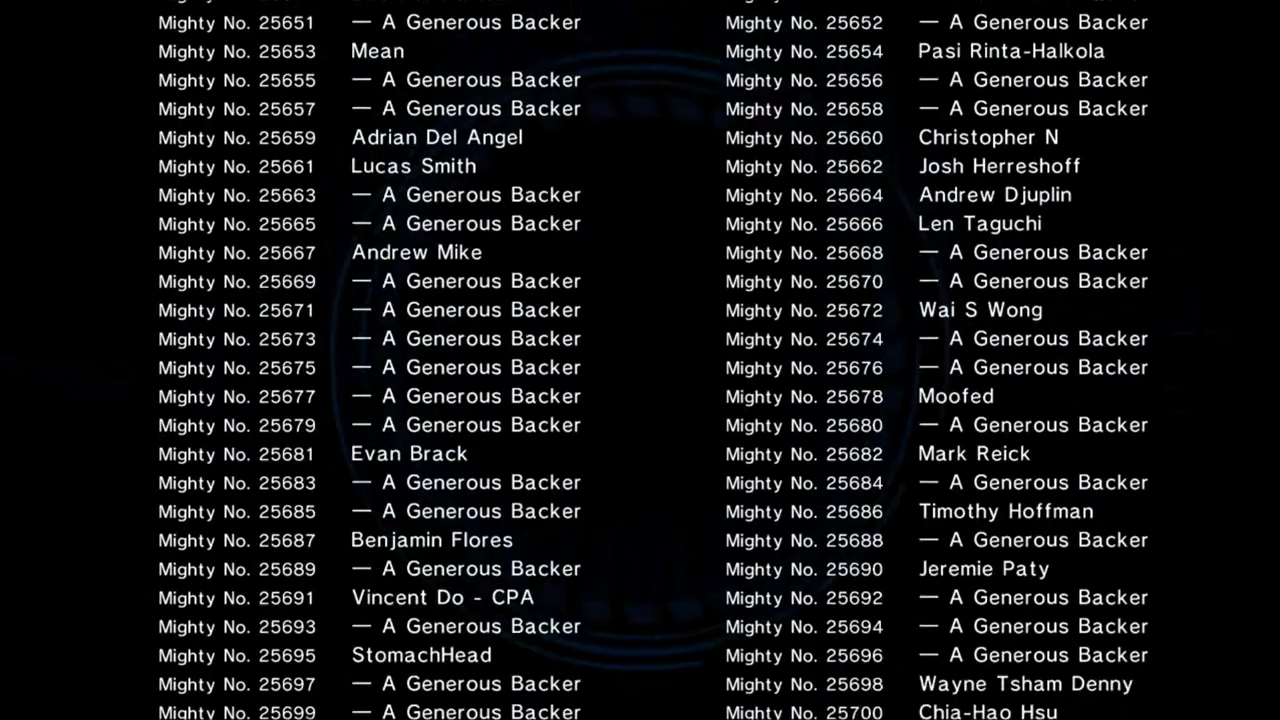 Mighty No. 25651 — A Generous Backer Mighty No. 25652 — A Generous Backer
Mighty No. 25653 Mean Mighty No. 25654 Pasi Rinta-Halkola
Mighty No. 25655 — A Generous Backer Mighty No. 25656 — A Generous Backer
Mighty No. 25657 — A Generous Backer Mighty No. 25658 — A Generous Backer
Mighty No. 25659 Adrian Del Angel Mighty No. 25660 Christopher N
Mighty No. 25661 Lucas Smith Mighty No. 25662 Josh Herreshoff
Mighty No. 25663 — A Generous Backer Mighty No. 25664 Andrew Djuplin
Mighty No. 25665 — A Generous Backer Mighty No. 25666 Len Taguchi
Mighty No. 25667 Andrew Mike Mighty No. 25668 — A Generous Backer
Mighty No. 25669 — A Generous Backer Mighty No. 25670 — A Generous Backer
Mighty No. 25671 — A Generous Backer Mighty No. 25672 Wai S Wong
Mighty No. 25673 — A Generous Backer Mighty No. 25674 — A Generous Backer
Mighty No. 25675 — A Generous Backer Mighty No. 25676 — A Generous Backer
Mighty No. 25677 — A Generous Backer Mighty No. 25678 Moofed
Mighty No. 25679 — A Generous Backer Mighty No. 25680 — A Generous Backer
Mighty No. 25681 Evan Brack Mighty No. 25682 Mark Reick
Mighty No. 25683 — A Generous Backer Mighty No. 25684 — A Generous Backer
Mighty No. 25685 — A Generous Backer Mighty No. 25686 Timothy Hoffman
Mighty No. 25687 Benjamin Flores Mighty No. 25688 — A Generous Backer
Mighty No. 25689 — A Generous Backer Mighty No. 25690 Jeremie Paty
Mighty No. 25691 Vincent Do - CPA Mighty No. 25692 — A Generous Backer
Mighty No. 25693 — A Generous Backer Mighty No. 25694 — A Generous Backer
Mighty No. 25695 StomachHead Mighty No. 25696 — A Generous Backer
Mighty No. 25697 — A Generous Backer Mighty No. 25698 Wayne Tsham Denny
Mighty No. 25699 — A Generous Backer Mighty No. 25700 Chia-Hao Hsu